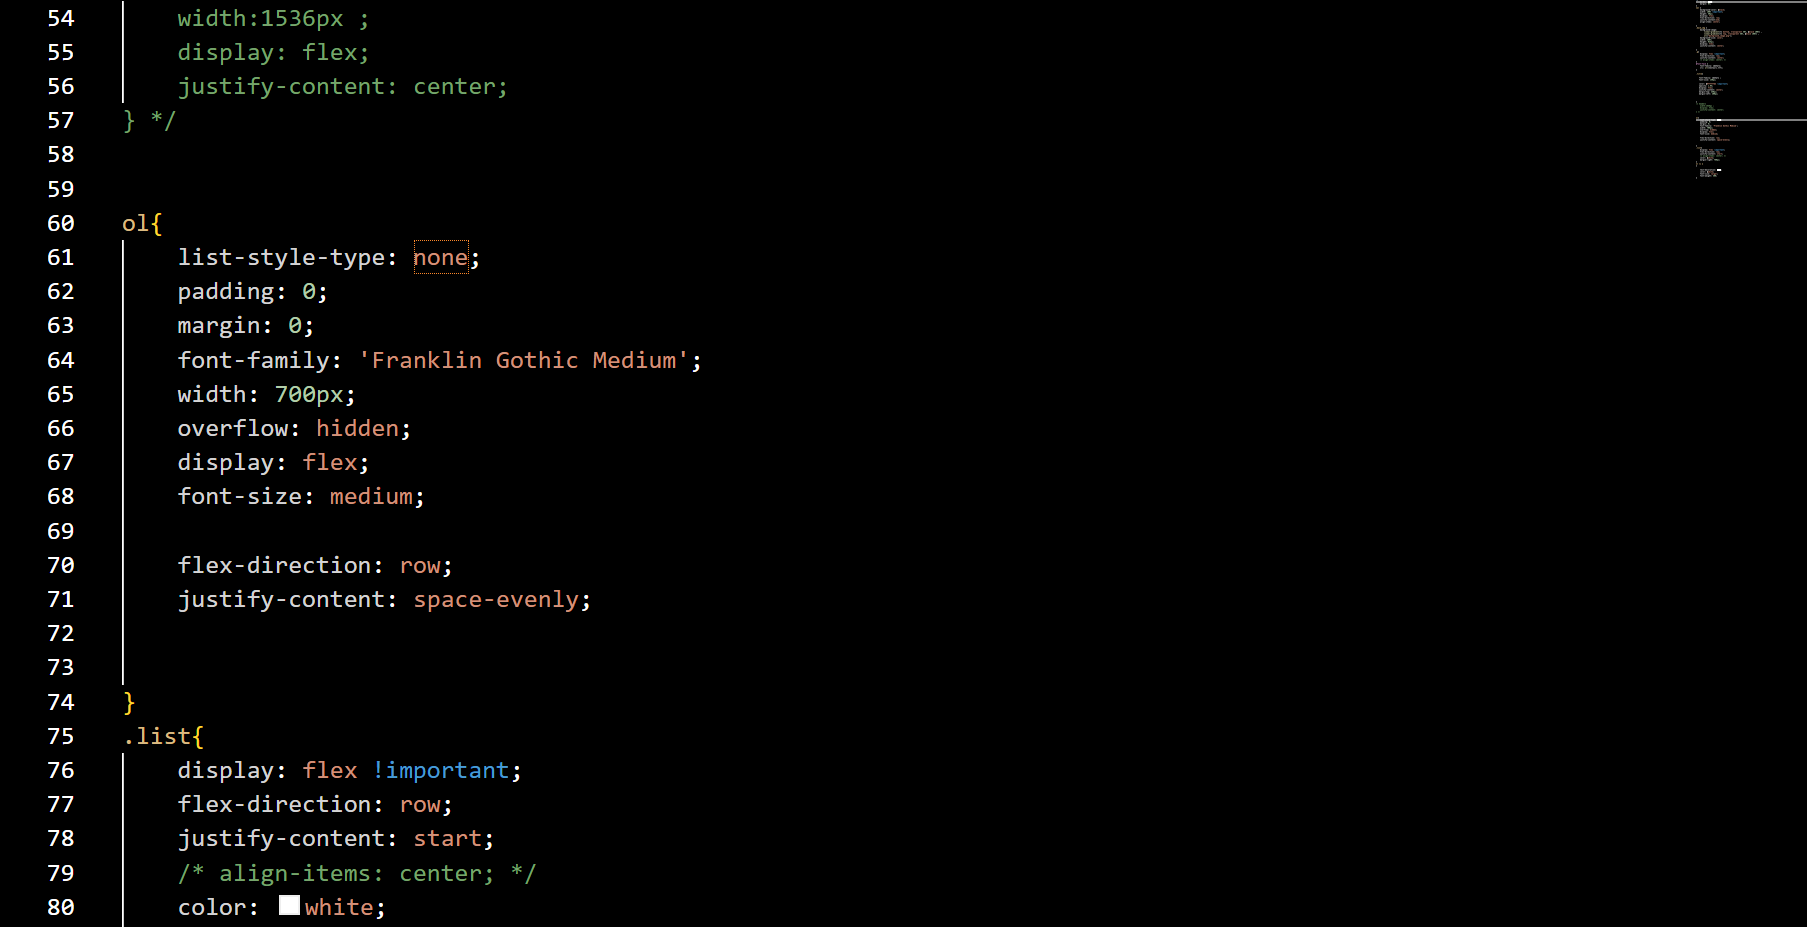 54 width:1536px ;
55 display: flex;
56 justify-content: center;
57 } */
58
59
60 ol{
61 list-style-type: none;
62 padding: 0;
63 margin: 0;
64 font-family: 'Franklin Gothic Medium';
65 width: 700px;
66 overflow: hidden;
67 display: flex;
68 font-size: medium;
69
70 flex-direction: row;
71 justify-content: space-evenly;
72
73
74 }
75 .list{
76 display: flex !important;
77 flex-direction: row;
78 justify-content: start;
79 /* align-items: center; */
80 color: white;